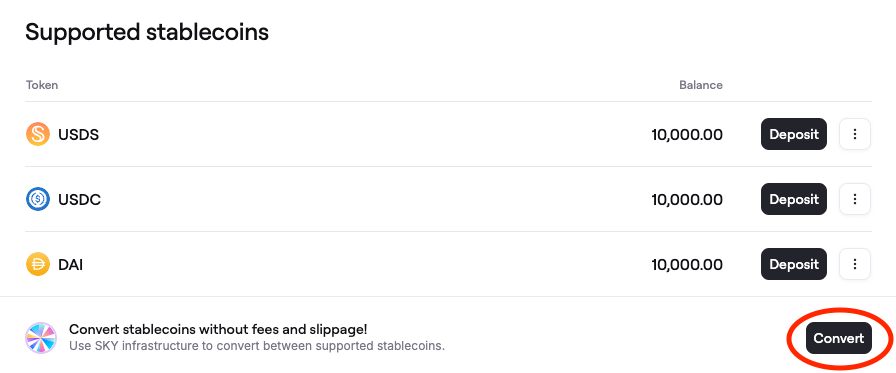 Supported stablecoins
Token Balance
USDS 10,000.00 Deposit
USDC 10,000.00 Deposit
DAI 10,000.00 Deposit
Convert stablecoins without fees and slippage!
Use SKY infrastructure to convert between supported stablecoins.
Convert